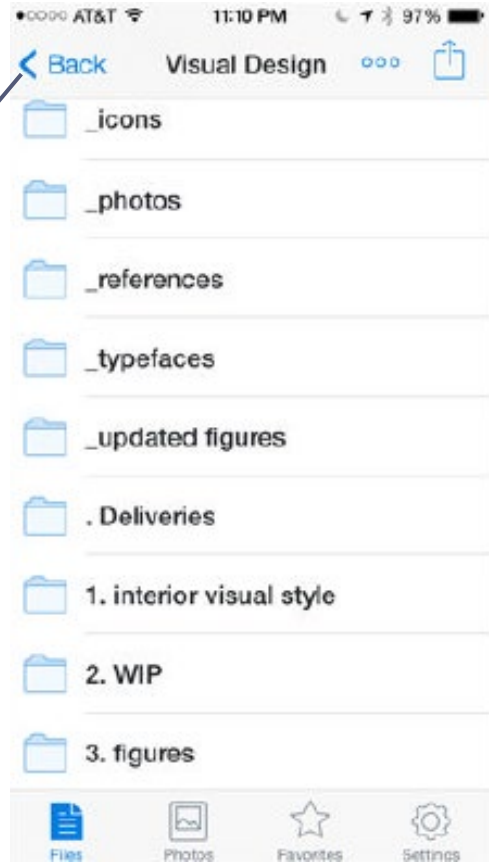 AT&T 11:10 PM 97%
Back Visual Design
_icons
_photos
_references
_typefaces
_updated figures
. Deliveries
1. interior visual style
2. WIP
3. figures
Files Photos Favorites Settings